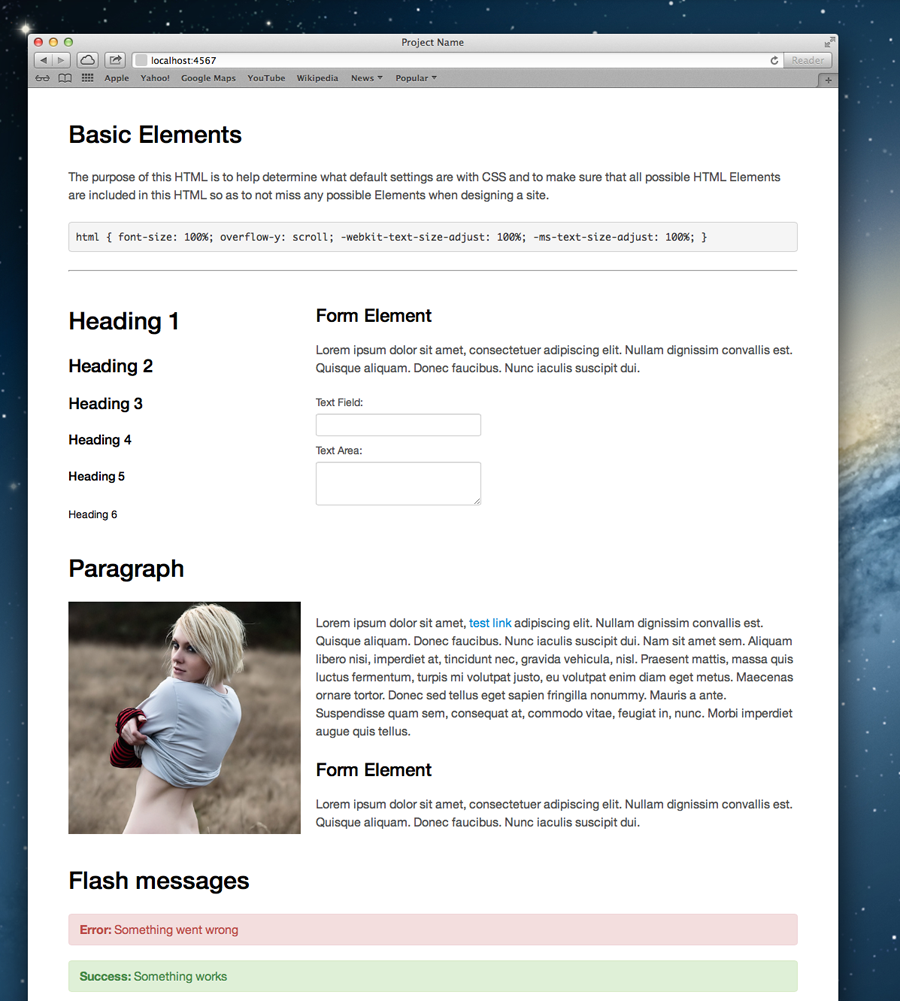 Project Name
localhost:4567
Reader
Apple Yahoo! Google Maps YouTube Wikipedia News Popular
Basic Elements
The purpose of this HTML is to help determine what default settings are with CSS and to make sure that all possible HTML Elements
are included in this HTML so as to not miss any possible Elements when designing a site.
html { font-size: 100%; overflow-y: scroll; -webkit-text-size-adjust: 100%; -ms-text-size-adjust: 100%; }
Heading 1
Heading 2
Heading 3
Heading 4
Heading 5
Heading 6
Form Element
Lorem ipsum dolor sit amet, consectetuer adipiscing elit. Nullam dignissim convallis est.
Quisque aliquam. Donec faucibus. Nunc iaculis suscipit dui.
Text Field:
Text Area:
Paragraph
Lorem ipsum dolor sit amet, test link adipiscing elit. Nullam dignissim convallis est.
Quisque aliquam. Donec faucibus. Nunc iaculis suscipit dui. Nam sit amet sem. Aliquam
libero nisi, imperdiet at, tincidunt nec, gravida vehicula, nisl. Praesent mattis, massa quis
luctus fermentum, turpis mi volutpat justo, eu volutpat enim diam eget metus. Maecenas
ornare tortor. Donec sed tellus eget sapien fringilla nonummy. Mauris a ante.
Suspendisse quam sem, consequat at, commodo vitae, feugiat in, nunc. Morbi imperdiet
augue quis tellus.
Form Element
Lorem ipsum dolor sit amet, consectetuer adipiscing elit. Nullam dignissim convallis est.
Quisque aliquam. Donec faucibus. Nunc iaculis suscipit dui.
Flash messages
Error: Something went wrong
Success: Something works